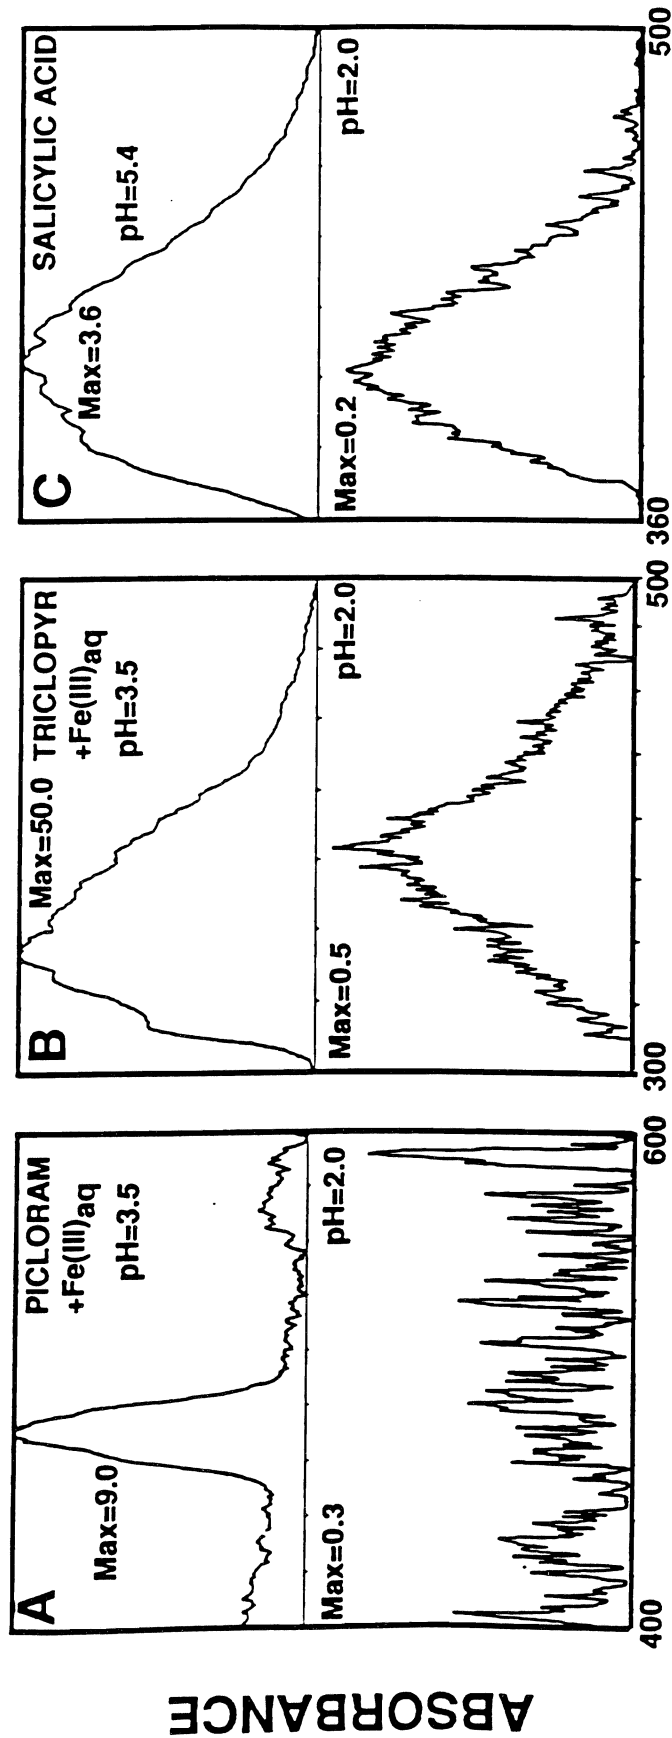 ABSORBANCE
A
PICLORAM
+Fe(III)aq
pH=3.5
Max=9.0
Max=0.3
pH=2.0
400
600
B
Max=50.0 TRICLOPYR
+Fe(III)aq
pH=3.5
Max=0.5
pH=2.0
300
500
C
SALICYLIC ACID
pH=5.4
Max=3.6
Max=0.2
pH=2.0
360
500